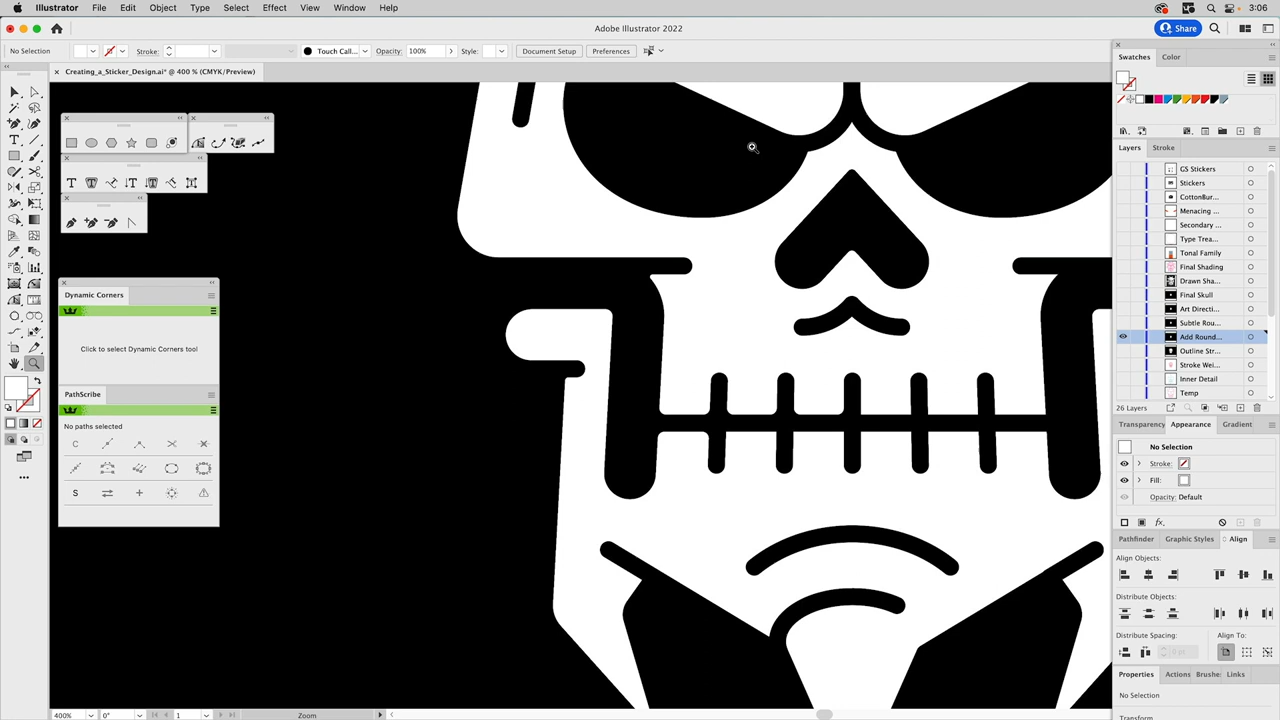 Illustrator File Edit Object Type Select Effect View Window Help 3:06
Adobe Illustrator 2022 Share
No Selection Stroke: Touch Call... Opacity: 100% Style: Document Setup Preferences
× Creating_a_Sticker_Design.ai* @ 400 % (CMYK/Preview)
Dynamic Corners
Click to select Dynamic Corners tool
PathScribe
No paths selected
Swatches Color
Layers Stroke
GS Stickers
Stickers
CottonBur...
Menacing ...
Secondary ...
Type Trea...
Tonal Family
Final Shading
Drawn Sha...
Final Skull
Art Directi...
Subtle Rou...
Add Round...
Outline Str...
Stroke Wei...
Inner Detail
Temp
26 Layers
Transparency Appearance Gradient
No Selection
Stroke:
Fill:
Opacity: Default
Pathfinder Graphic Styles Align
Align Objects:
Distribute Objects:
Distribute Spacing: Align To:
0 pt
Properties Actions Brushes Links
No Selection
Transform
400% 0° 1 Zoom